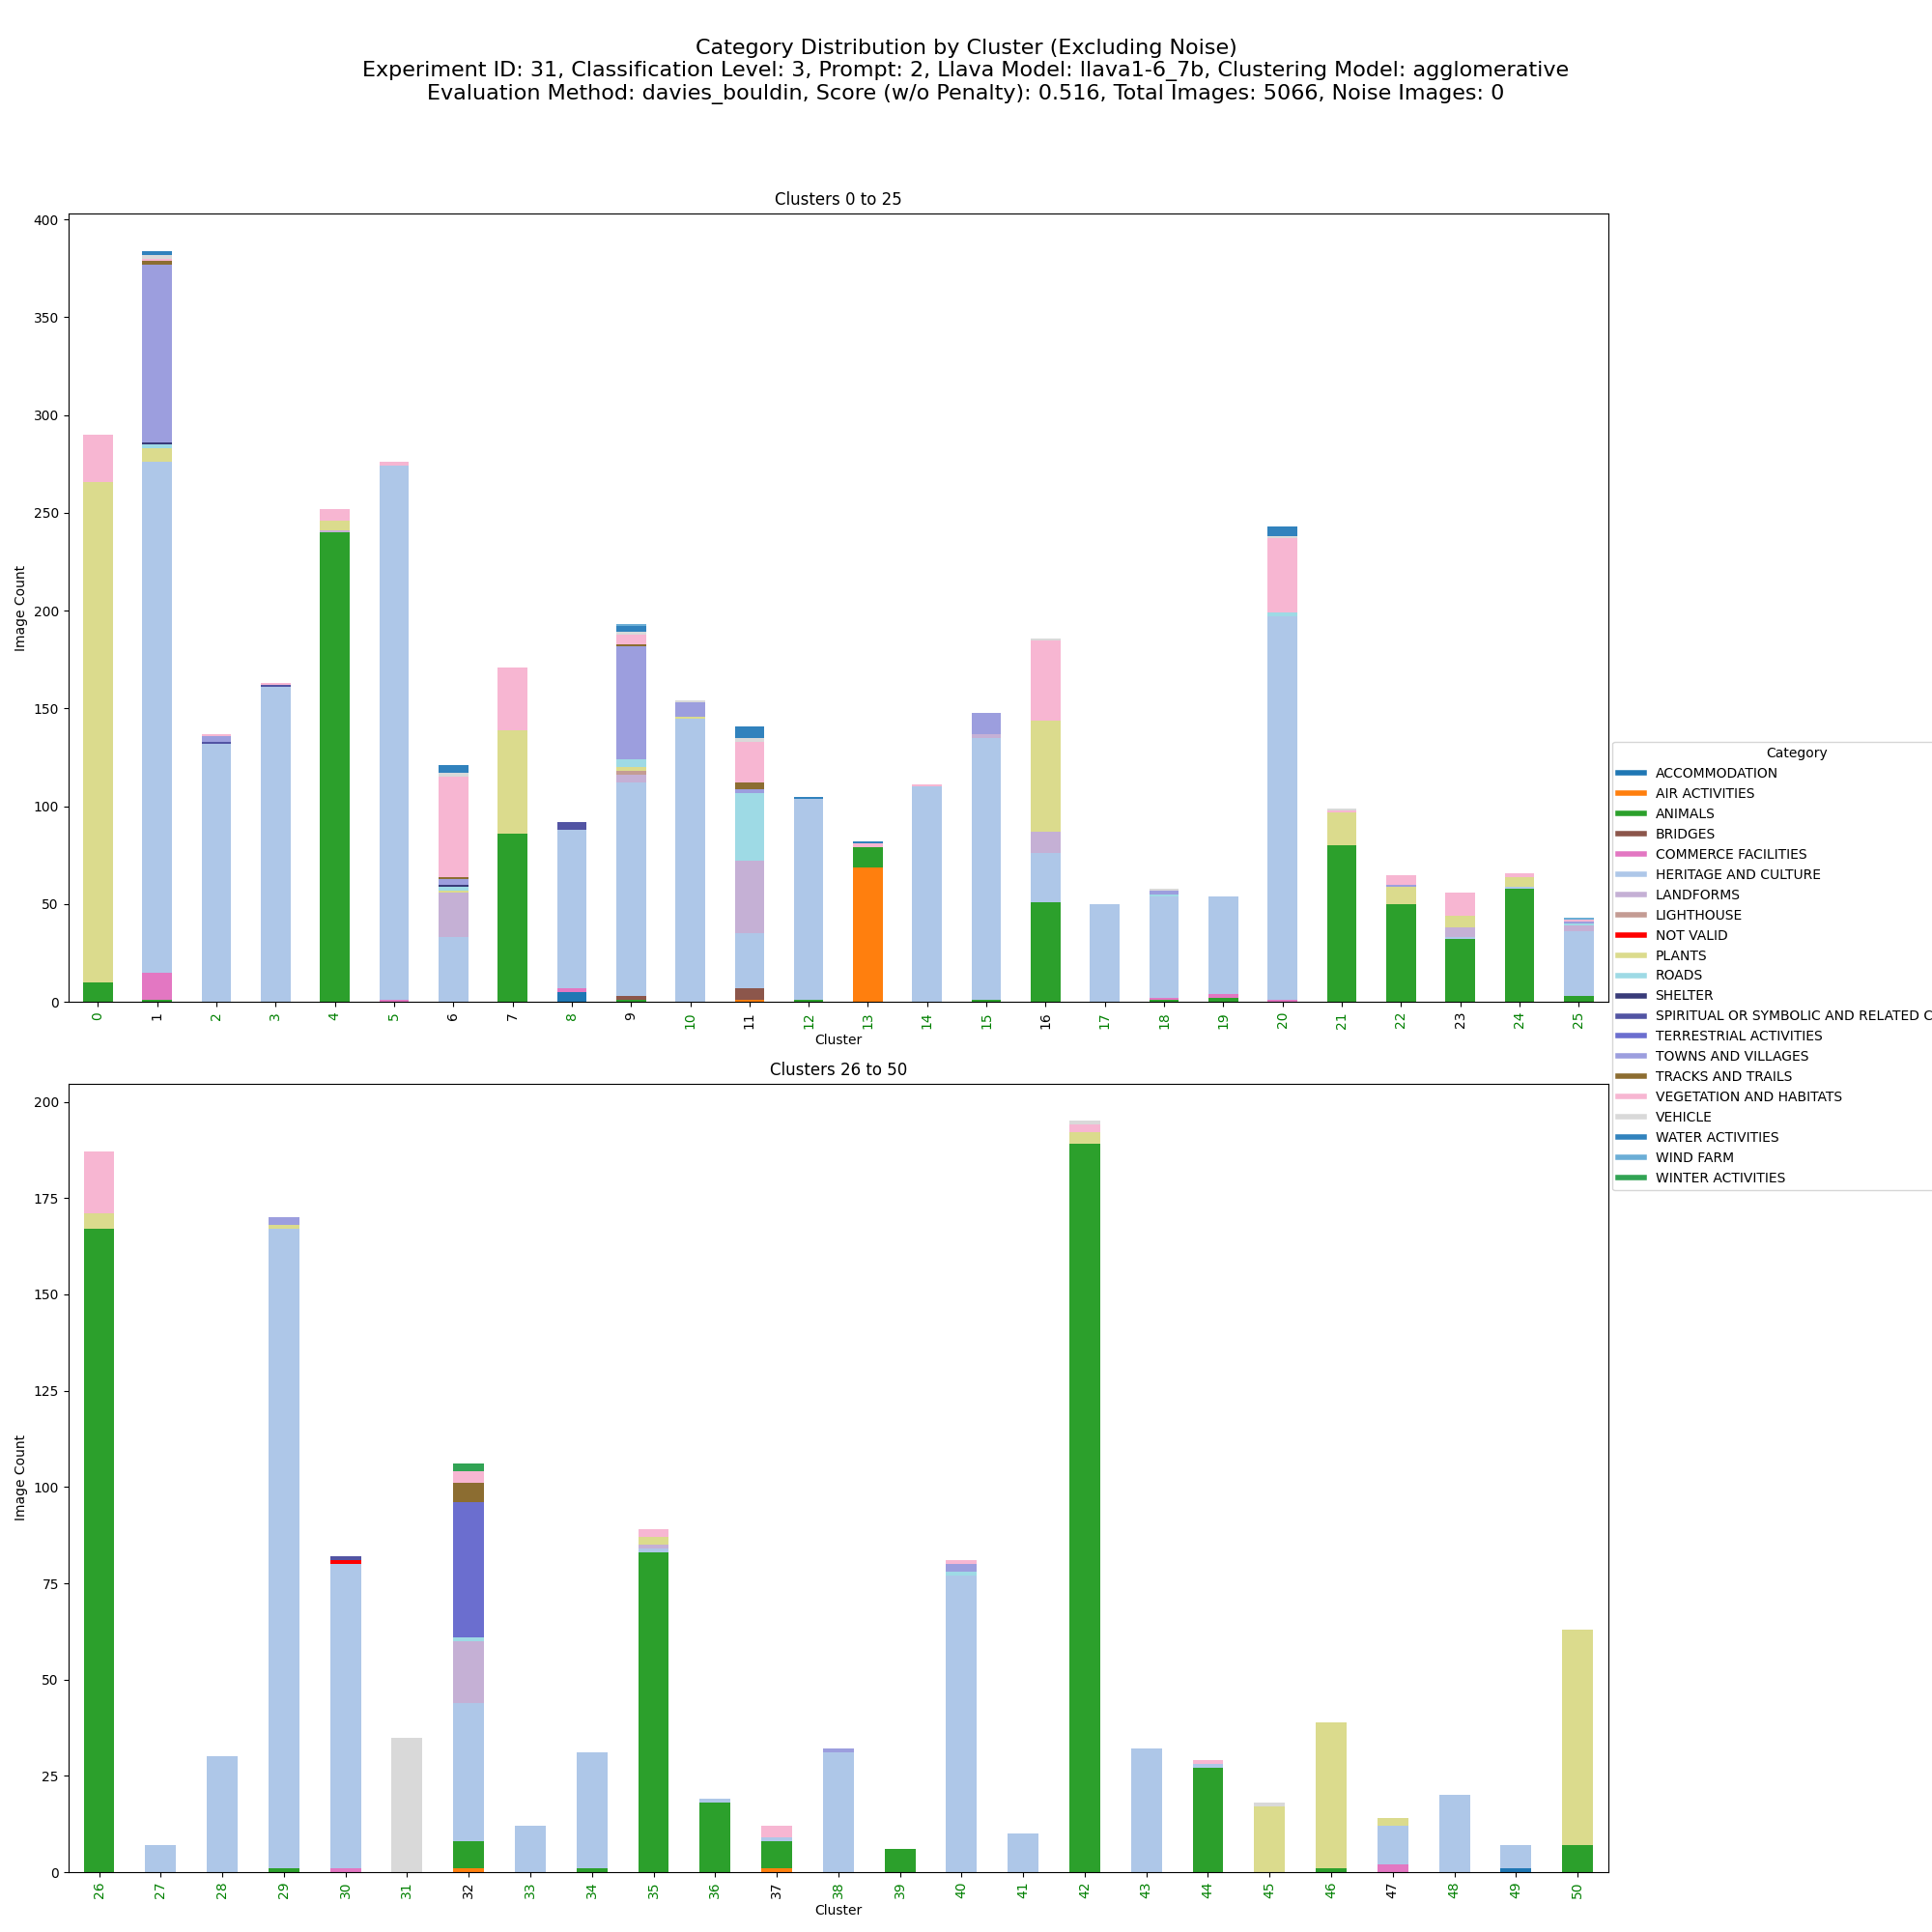 Category Distribution by Cluster (Excluding Noise)
Experiment ID: 31, Classification Level: 3, Prompt: 2, Llava Model: llava1-6_7b, Clustering Model: agglomerative
Evaluation Method: davies_bouldin, Score (w/o Penalty): 0.516, Total Images: 5066, Noise Images: 0
Clusters 0 to 25
400
350
300
250
200
150
100
50
0
Image Count
0 1 2 3 4 5 6 7 8 9 10 11 12 13 14 15 16 17 18 19 20 21 22 23 24 25
Cluster
Category
ACCOMMODATION
AIR ACTIVITIES
ANIMALS
BRIDGES
COMMERCE FACILITIES
HERITAGE AND CULTURE
LANDFORMS
LIGHTHOUSE
NOT VALID
PLANTS
ROADS
SHELTER
SPIRITUAL OR SYMBOLIC AND RELATED C
TERRESTRIAL ACTIVITIES
TOWNS AND VILLAGES
TRACKS AND TRAILS
VEGETATION AND HABITATS
VEHICLE
WATER ACTIVITIES
WIND FARM
WINTER ACTIVITIES
Clusters 26 to 50
200
175
150
125
100
75
50
25
0
Image Count
26 27 28 29 30 31 32 33 34 35 36 37 38 39 40 41 42 43 44 45 46 47 48 49 50
Cluster